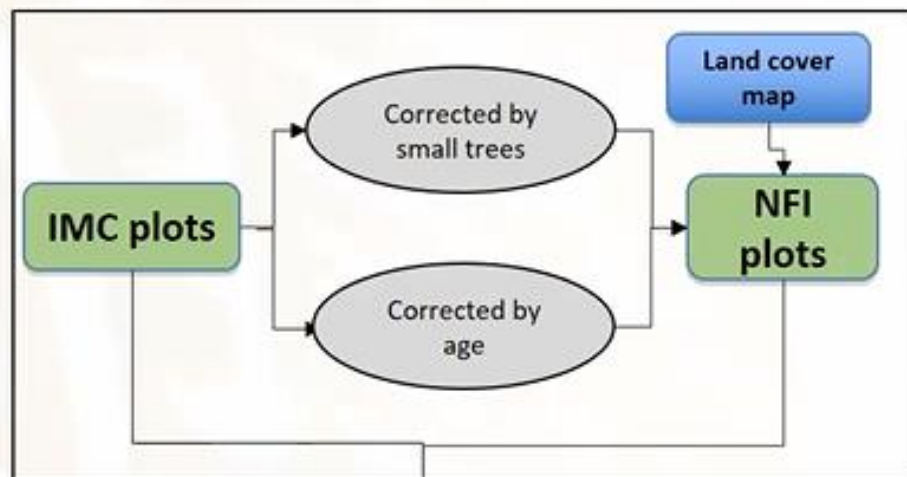 Land cover
map
Corrected by
small trees
IMC plots
NFI
plots
Corrected by
age